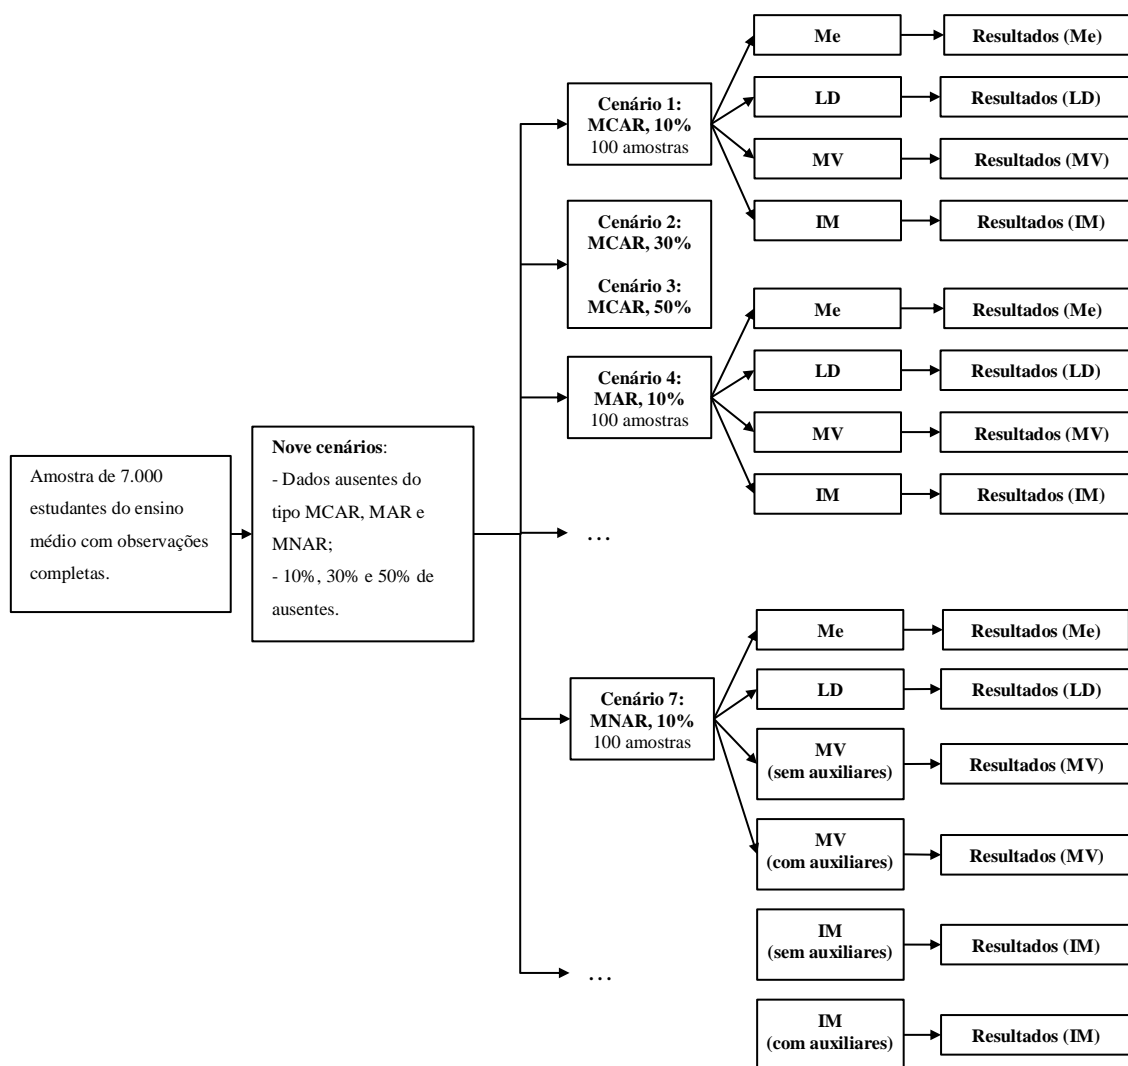 Amostra de 7.000
estudantes do ensino
médio com observações
completas.
Nove cenários:
- Dados ausentes do
tipo MCAR, MAR e
MNAR;
- 10%, 30% e 50% de
ausentes.
Cenário 1:
MCAR, 10%
100 amostras
Me
Resultados (Me)
LD
Resultados (LD)
MV
Resultados (MV)
IM
Resultados (IM)
Cenário 2:
MCAR, 30%
Cenário 3:
MCAR, 50%
Cenário 4:
MAR, 10%
100 amostras
Me
Resultados (Me)
LD
Resultados (LD)
MV
Resultados (MV)
IM
Resultados (IM)
…
Cenário 7:
MNAR, 10%
100 amostras
Me
Resultados (Me)
LD
Resultados (LD)
MV
(sem auxiliares)
Resultados (MV)
MV
(com auxiliares)
Resultados (MV)
IM
(sem auxiliares)
Resultados (IM)
IM
(com auxiliares)
Resultados (IM)
…